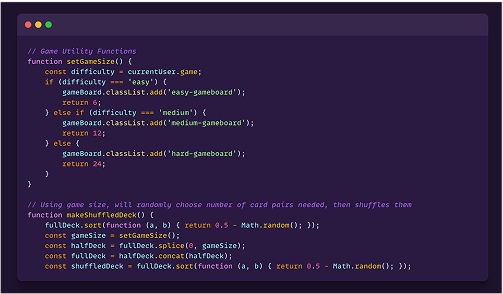 // Game Utility Functions
function setGameSize() {
    const difficulty = currentUser.game;
    if (difficulty === 'easy') {
        gameBoard.classList.add('easy-gameboard');
        return 6;
    } else if (difficulty === 'medium') {
        gameBoard.classList.add('medium-gameboard');
        return 12;
    } else {
        gameBoard.classList.add('hard-gameboard');
        return 24;
    }
}

// Using game size, will randomly choose number of card pairs needed, then shuffles them
function makeShuffledDeck() {
    fullDeck.sort(function (a, b) { return 0.5 - Math.random(); });
    const gameSize = setGameSize();
    const halfDeck = fullDeck.splice(0, gameSize);
    const fullDeck = halfDeck.concat(halfDeck);
    const shuffledDeck = fullDeck.sort(function (a, b) { return 0.5 - Math.random(); });